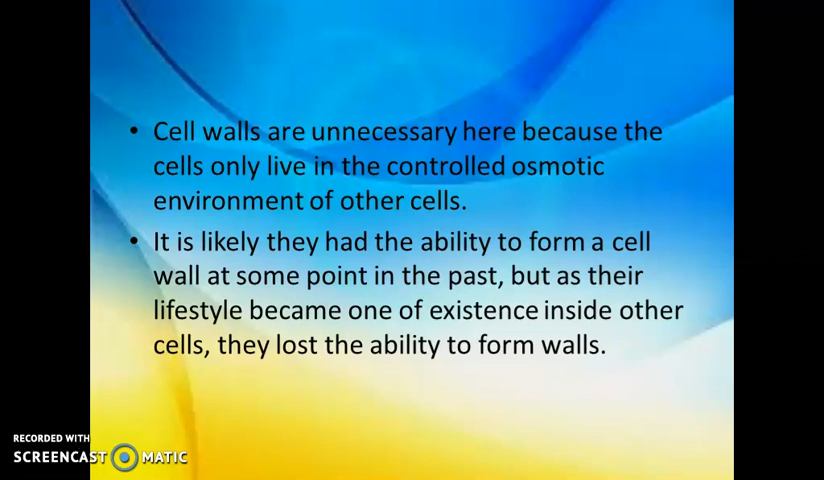 • Cell walls are unnecessary here because the
cells only live in the controlled osmotic
environment of other cells.
• It is likely they had the ability to form a cell
wall at some point in the past, but as their
lifestyle became one of existence inside other
cells, they lost the ability to form walls.
RECORDED WITH
SCREENCAST MATIC